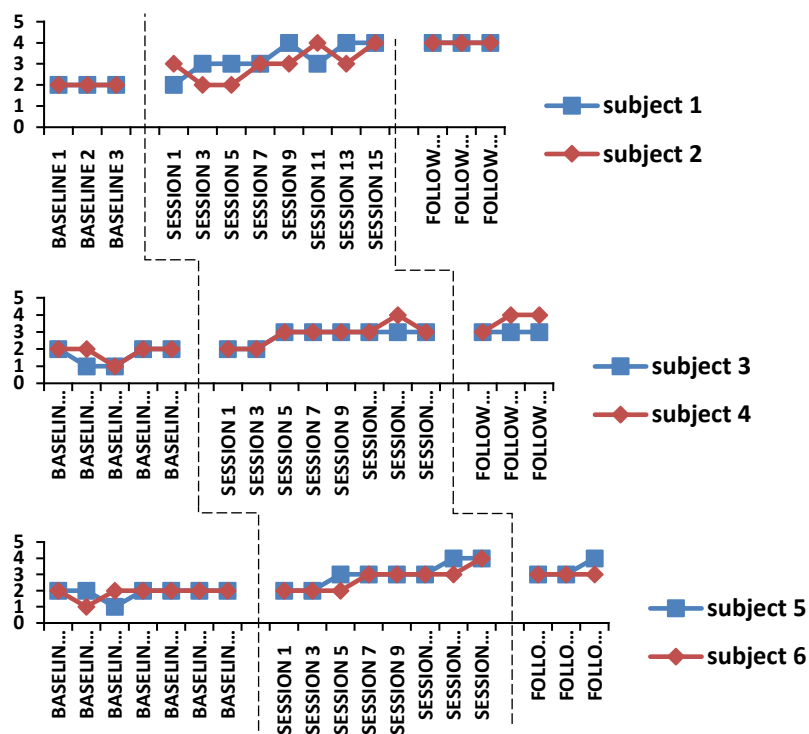 5
4
3
2
1
0
BASELINE 1
BASELINE 2
BASELINE 3
SESSION 1
SESSION 3
SESSION 5
SESSION 7
SESSION 9
SESSION 11
SESSION 13
SESSION 15
FOLLOW...
FOLLOW...
FOLLOW...
subject 1
subject 2
5
4
3
2
1
0
BASELIN...
BASELIN...
BASELIN...
BASELIN...
BASELIN...
SESSION 1
SESSION 3
SESSION 5
SESSION 7
SESSION 9
SESSION...
SESSION...
SESSION...
FOLLOW...
FOLLOW...
FOLLOW...
subject 3
subject 4
5
4
3
2
1
0
BASELIN...
BASELIN...
BASELIN...
BASELIN...
BASELIN...
BASELIN...
BASELIN...
SESSION 1
SESSION 3
SESSION 5
SESSION 7
SESSION 9
SESSION...
SESSION...
SESSION...
FOLLO...
FOLLO...
FOLLO...
subject 5
subject 6